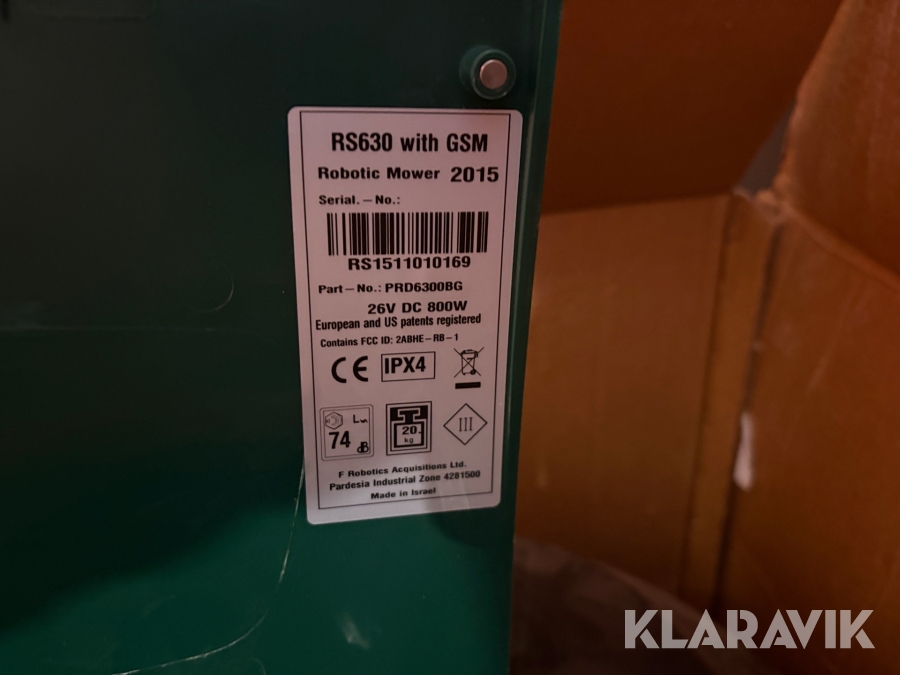 RS630 with GSM
Robotic Mower 2015
Serial.-No.:
RS1511010169
Part-No.: PRD6300BG
26V DC 800W
European and US patents registered
Contains FCC ID: 2ABHE-RB-1
CE IPX4
LWA
74 dB
20 kg
III
F Robotics Acquisitions Ltd.
Pardesia Industrial Zone 4281500
Made in Israel
KLARAVIK